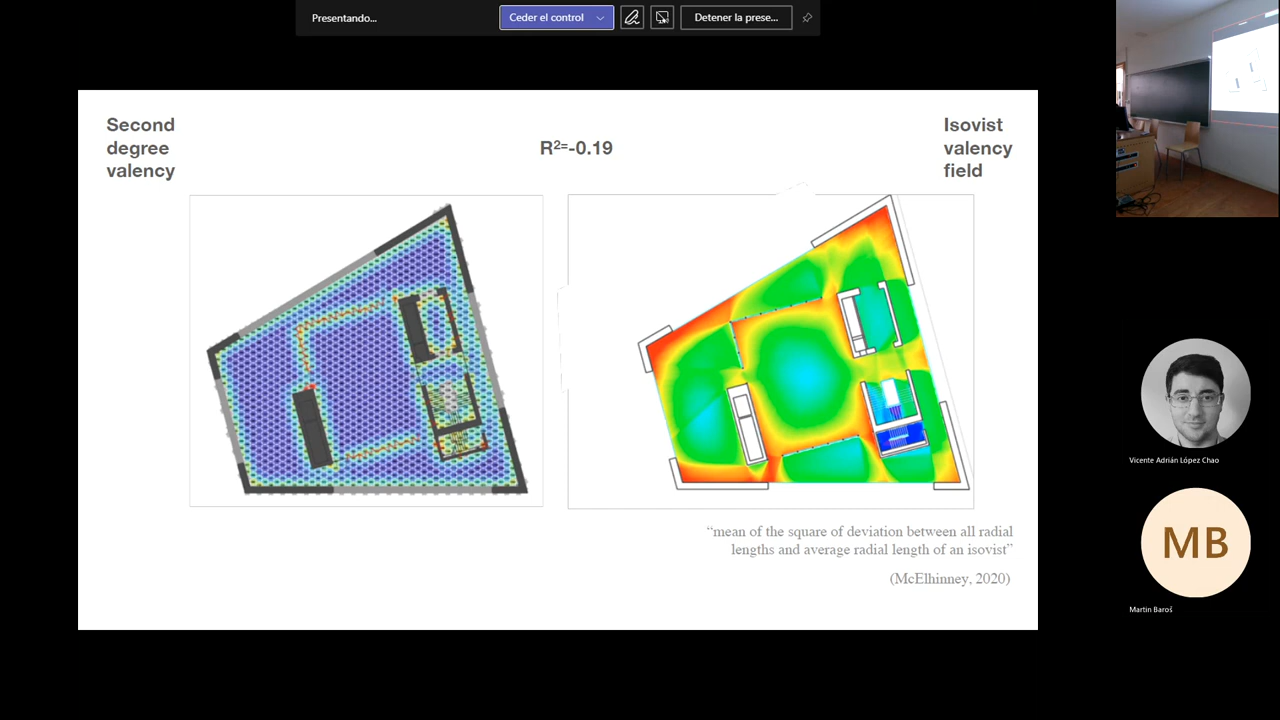 Presentando...
Ceder el control
Detener la prese...
Second
degree
valency
R²=-0.19
Isovist
valency
field
“mean of the square of deviation between all radial
lengths and average radial length of an isovist”
(McElhinney, 2020)
Vicente Adrián López Chao
MB
Martin Baroš